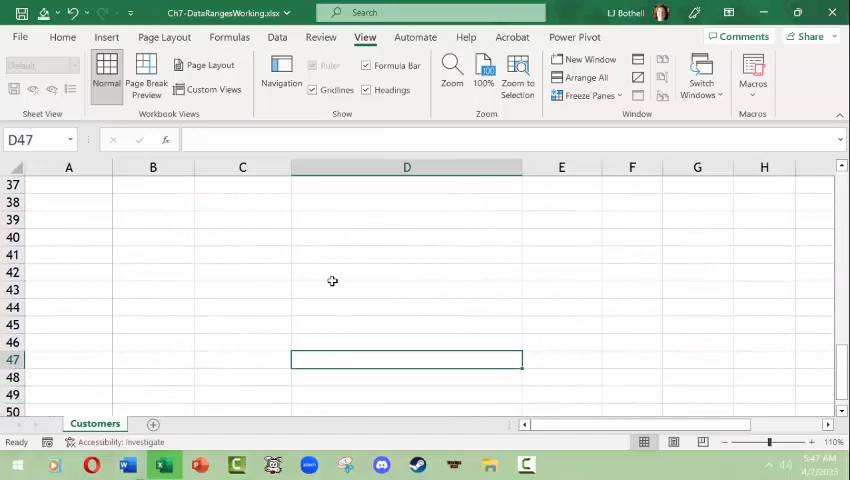 Ch7-DataRangesWorking.xlsx
Search
LJ Bothell
File Home Insert Page Layout Formulas Data Review View Automate Help Acrobat Power Pivot Comments Share
Default
Normal
Page Break Preview
Page Layout
Custom Views
Navigation
Ruler
Formula Bar
Gridlines
Headings
Zoom
100
100%
Zoom to Selection
New Window
Arrange All
Freeze Panes
Switch Windows
Macros
Sheet View Workbook Views Show Zoom Window Macros
D47
fx
A B C D E F G H
37
38
39
40
41
42
43
44
45
46
47
48
49
50
Customers
Ready Accessibility: Investigate 110%
5:47 AM
4/7/2023